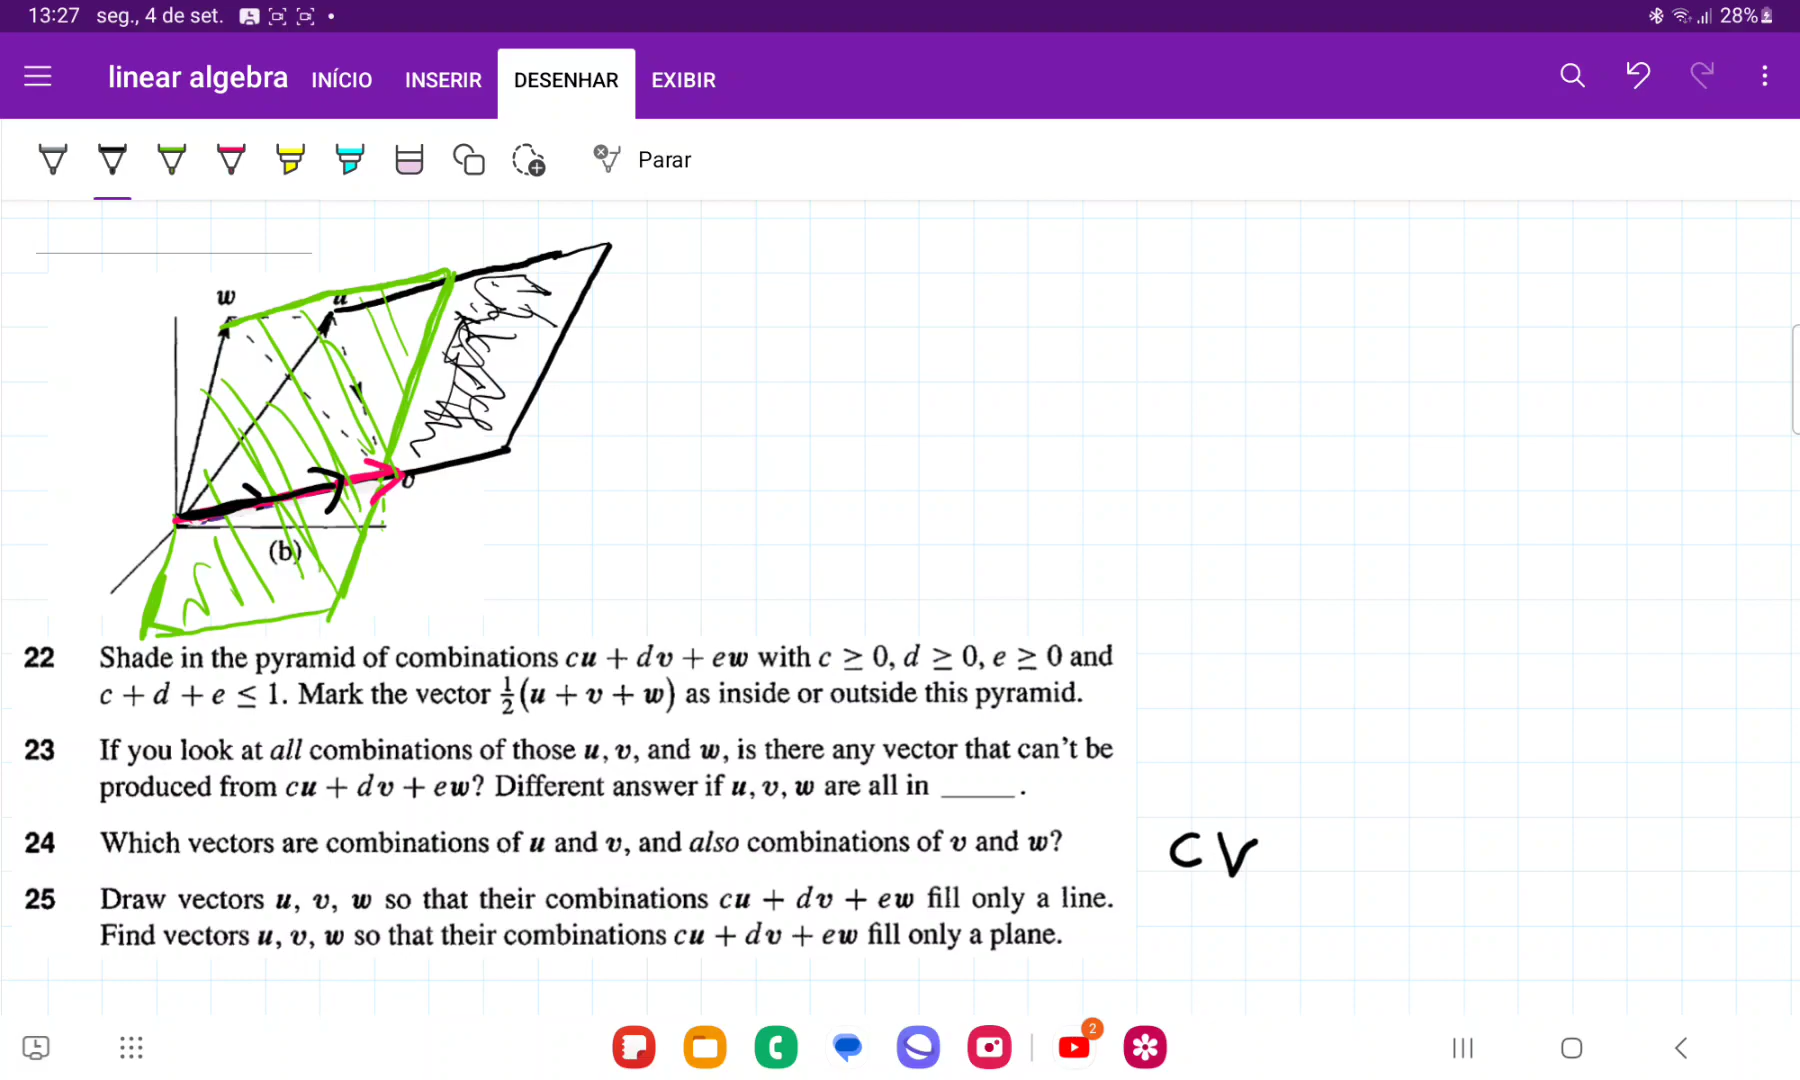 13:27 seg., 4 de set. 28%
linear algebra INÍCIO INSERIR DESENHAR EXIBIR
Parar
w u
v
(b)
22 Shade in the pyramid of combinations cu + dv + ew with c ≥ 0, d ≥ 0, e ≥ 0 and
c + d + e ≤ 1. Mark the vector ½(u + v + w) as inside or outside this pyramid.
23 If you look at all combinations of those u, v, and w, is there any vector that can't be
produced from cu + dv + ew? Different answer if u, v, w are all in _____.
24 Which vectors are combinations of u and v, and also combinations of v and w?
cv
25 Draw vectors u, v, w so that their combinations cu + dv + ew fill only a line.
Find vectors u, v, w so that their combinations cu + dv + ew fill only a plane.
2